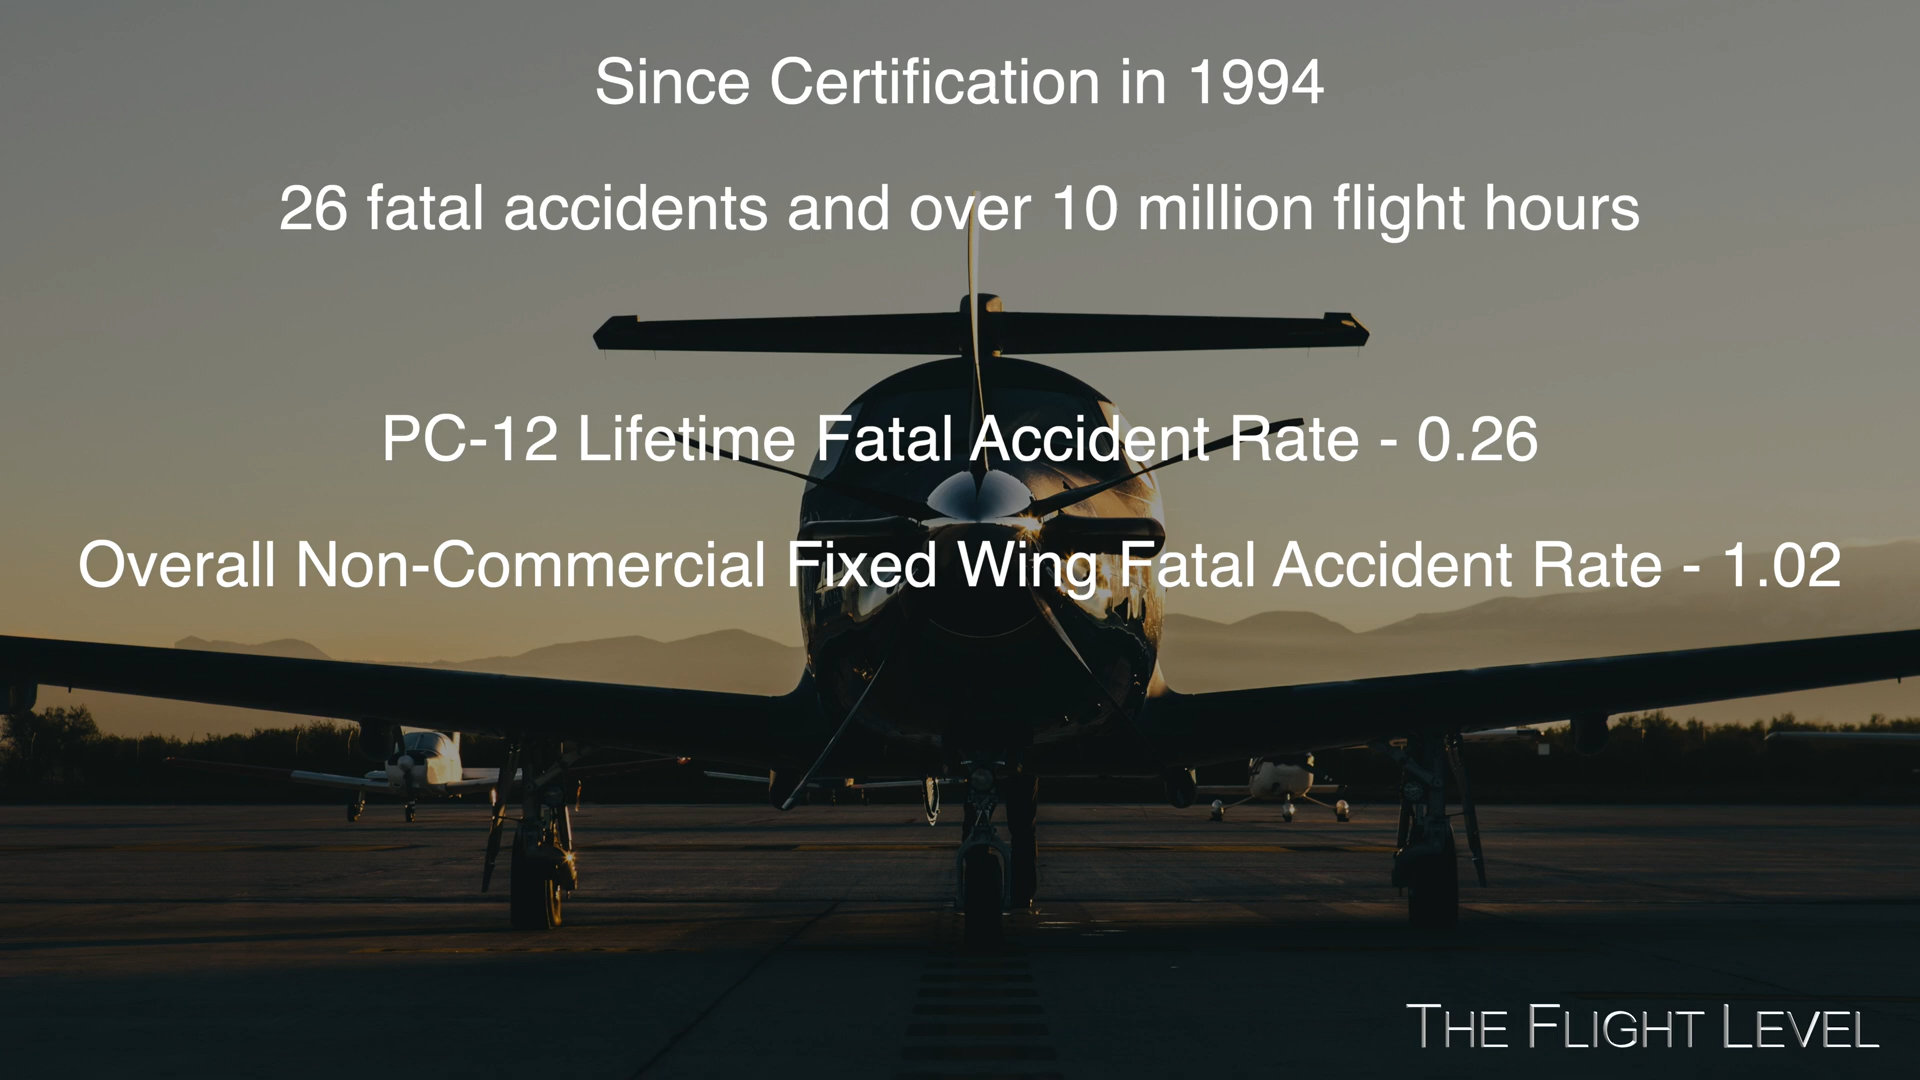 Since Certification in 1994
26 fatal accidents and over 10 million flight hours
PC-12 Lifetime Fatal Accident Rate - 0.26
Overall Non-Commercial Fixed Wing Fatal Accident Rate - 1.02
THE FLIGHT LEVEL